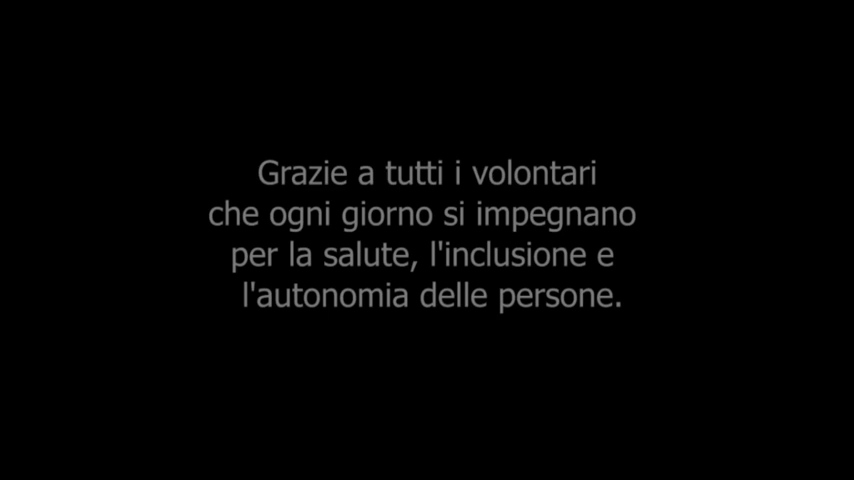 Grazie a tutti i volontari
che ogni giorno si impegnano
per la salute, l'inclusione e
l'autonomia delle persone.